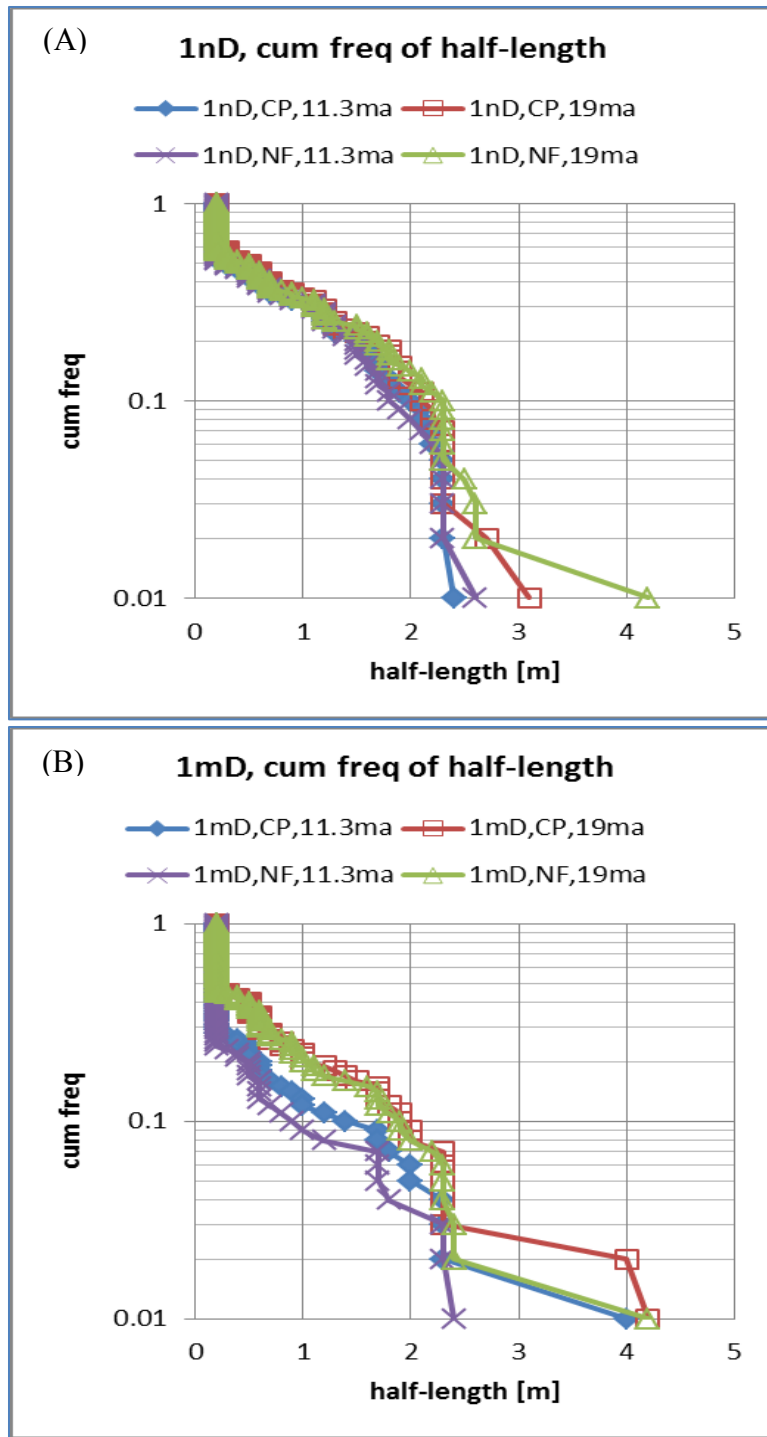 (A)
1nD, cum freq of half-length
1nD,CP,11.3ma 1nD,CP,19ma
1nD,NF,11.3ma 1nD,NF,19ma
1
0.1
0.01
cum freq
0 1 2 3 4 5
half-length [m]
(B)
1mD, cum freq of half-length
1mD,CP,11.3ma 1mD,CP,19ma
1mD,NF,11.3ma 1mD,NF,19ma
1
0.1
0.01
cum freq
0 1 2 3 4 5
half-length [m]